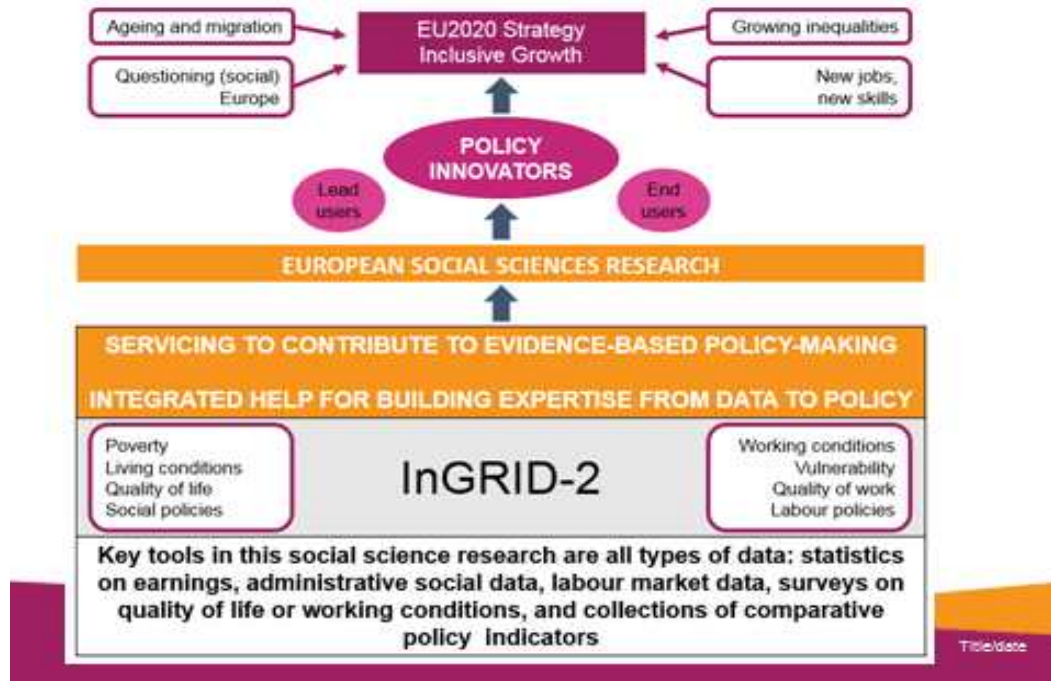 Ageing and migration
EU2020 Strategy
Inclusive Growth
Growing inequalities
Questioning (social)
Europe
New jobs,
new skills
POLICY
INNOVATORS
Lead
users
End
users
EUROPEAN SOCIAL SCIENCES RESEARCH
SERVICING TO CONTRIBUTE TO EVIDENCE-BASED POLICY-MAKING
INTEGRATED HELP FOR BUILDING EXPERTISE FROM DATA TO POLICY
Poverty
Living conditions
Quality of life
Social policies
InGRID-2
Working conditions
Vulnerability
Quality of work
Labour policies
Key tools in this social science research are all types of data: statistics
on earnings, administrative social data, labour market data, surveys on
quality of life or working conditions, and collections of comparative
policy indicators
Title/date